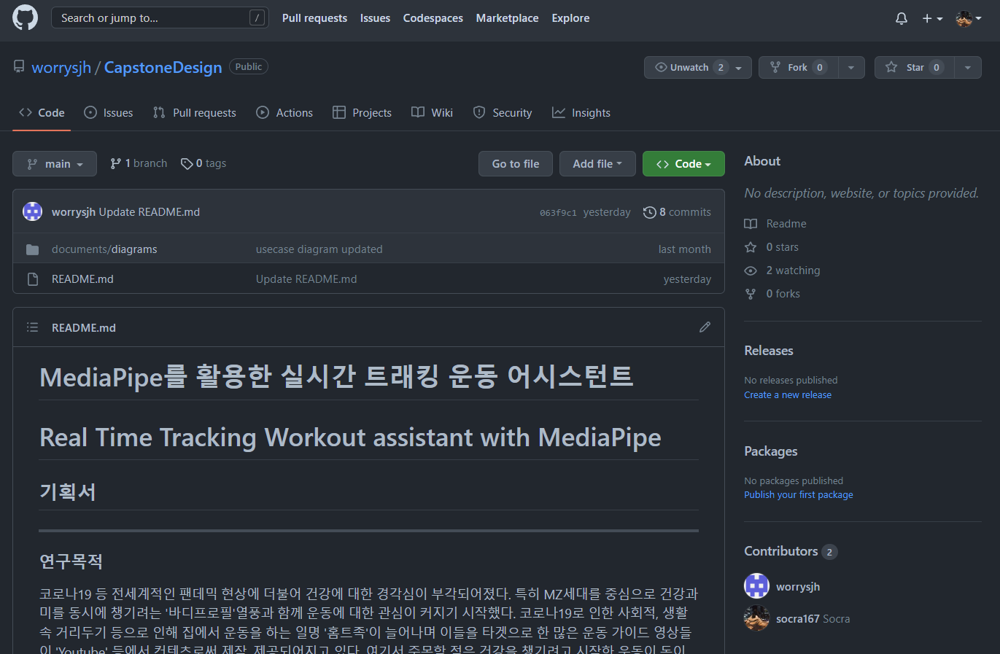 Search or jump to... /
Pull requests Issues Codespaces Marketplace Explore
worrysjh / CapstoneDesign Public
Unwatch 2 Fork 0 Star 0
Code Issues Pull requests Actions Projects Wiki Security Insights
main 1 branch 0 tags Go to file Add file Code
worrysjh Update README.md 063f9c1 yesterday 8 commits
documents/diagrams usecase diagram updated last month
README.md Update README.md yesterday
README.md
MediaPipe를 활용한 실시간 트래킹 운동 어시스턴트
Real Time Tracking Workout assistant with MediaPipe
기획서
연구목적
코로나19 등 전세계적인 팬데믹 현상에 더불어 건강에 대한 경각심이 부각되어졌다. 특히 MZ세대를 중심으로 건강과
미를 동시에 챙기려는 '바디프로필'열풍과 함께 운동에 대한 관심이 커지기 시작했다. 코로나19로 인한 사회적, 생활
속 거리두기 등으로 인해 집에서 운동을 하는 일명 '홈트족'이 늘어나며 이들을 타겟으로 한 많은 운동 가이드 영상들
이 'Youtube' 등에서 컨텐츠로써 제작, 제공되어지고 있다. 여기서 주목할 점은 건강을 챙기려고 시작한 운동이 독이
About
No description, website, or topics provided.
Readme
0 stars
2 watching
0 forks
Releases
No releases published
Create a new release
Packages
No packages published
Publish your first package
Contributors 2
worrysjh
socra167 Socra